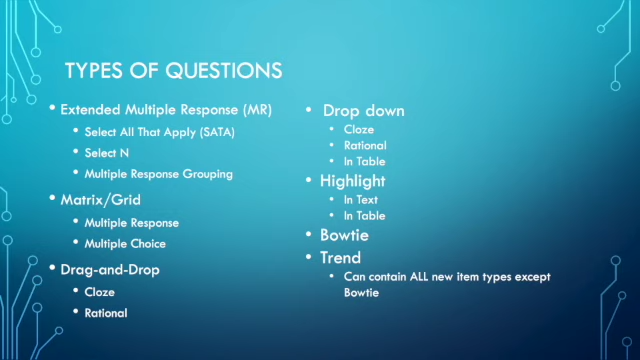 TYPES OF QUESTIONS
• Extended Multiple Response (MR)
• Select All That Apply (SATA)
• Select N
• Multiple Response Grouping
• Matrix/Grid
• Multiple Response
• Multiple Choice
• Drag-and-Drop
• Cloze
• Rational
• Drop down
• Cloze
• Rational
• In Table
• Highlight
• In Text
• In Table
• Bowtie
• Trend
• Can contain ALL new item types except
Bowtie